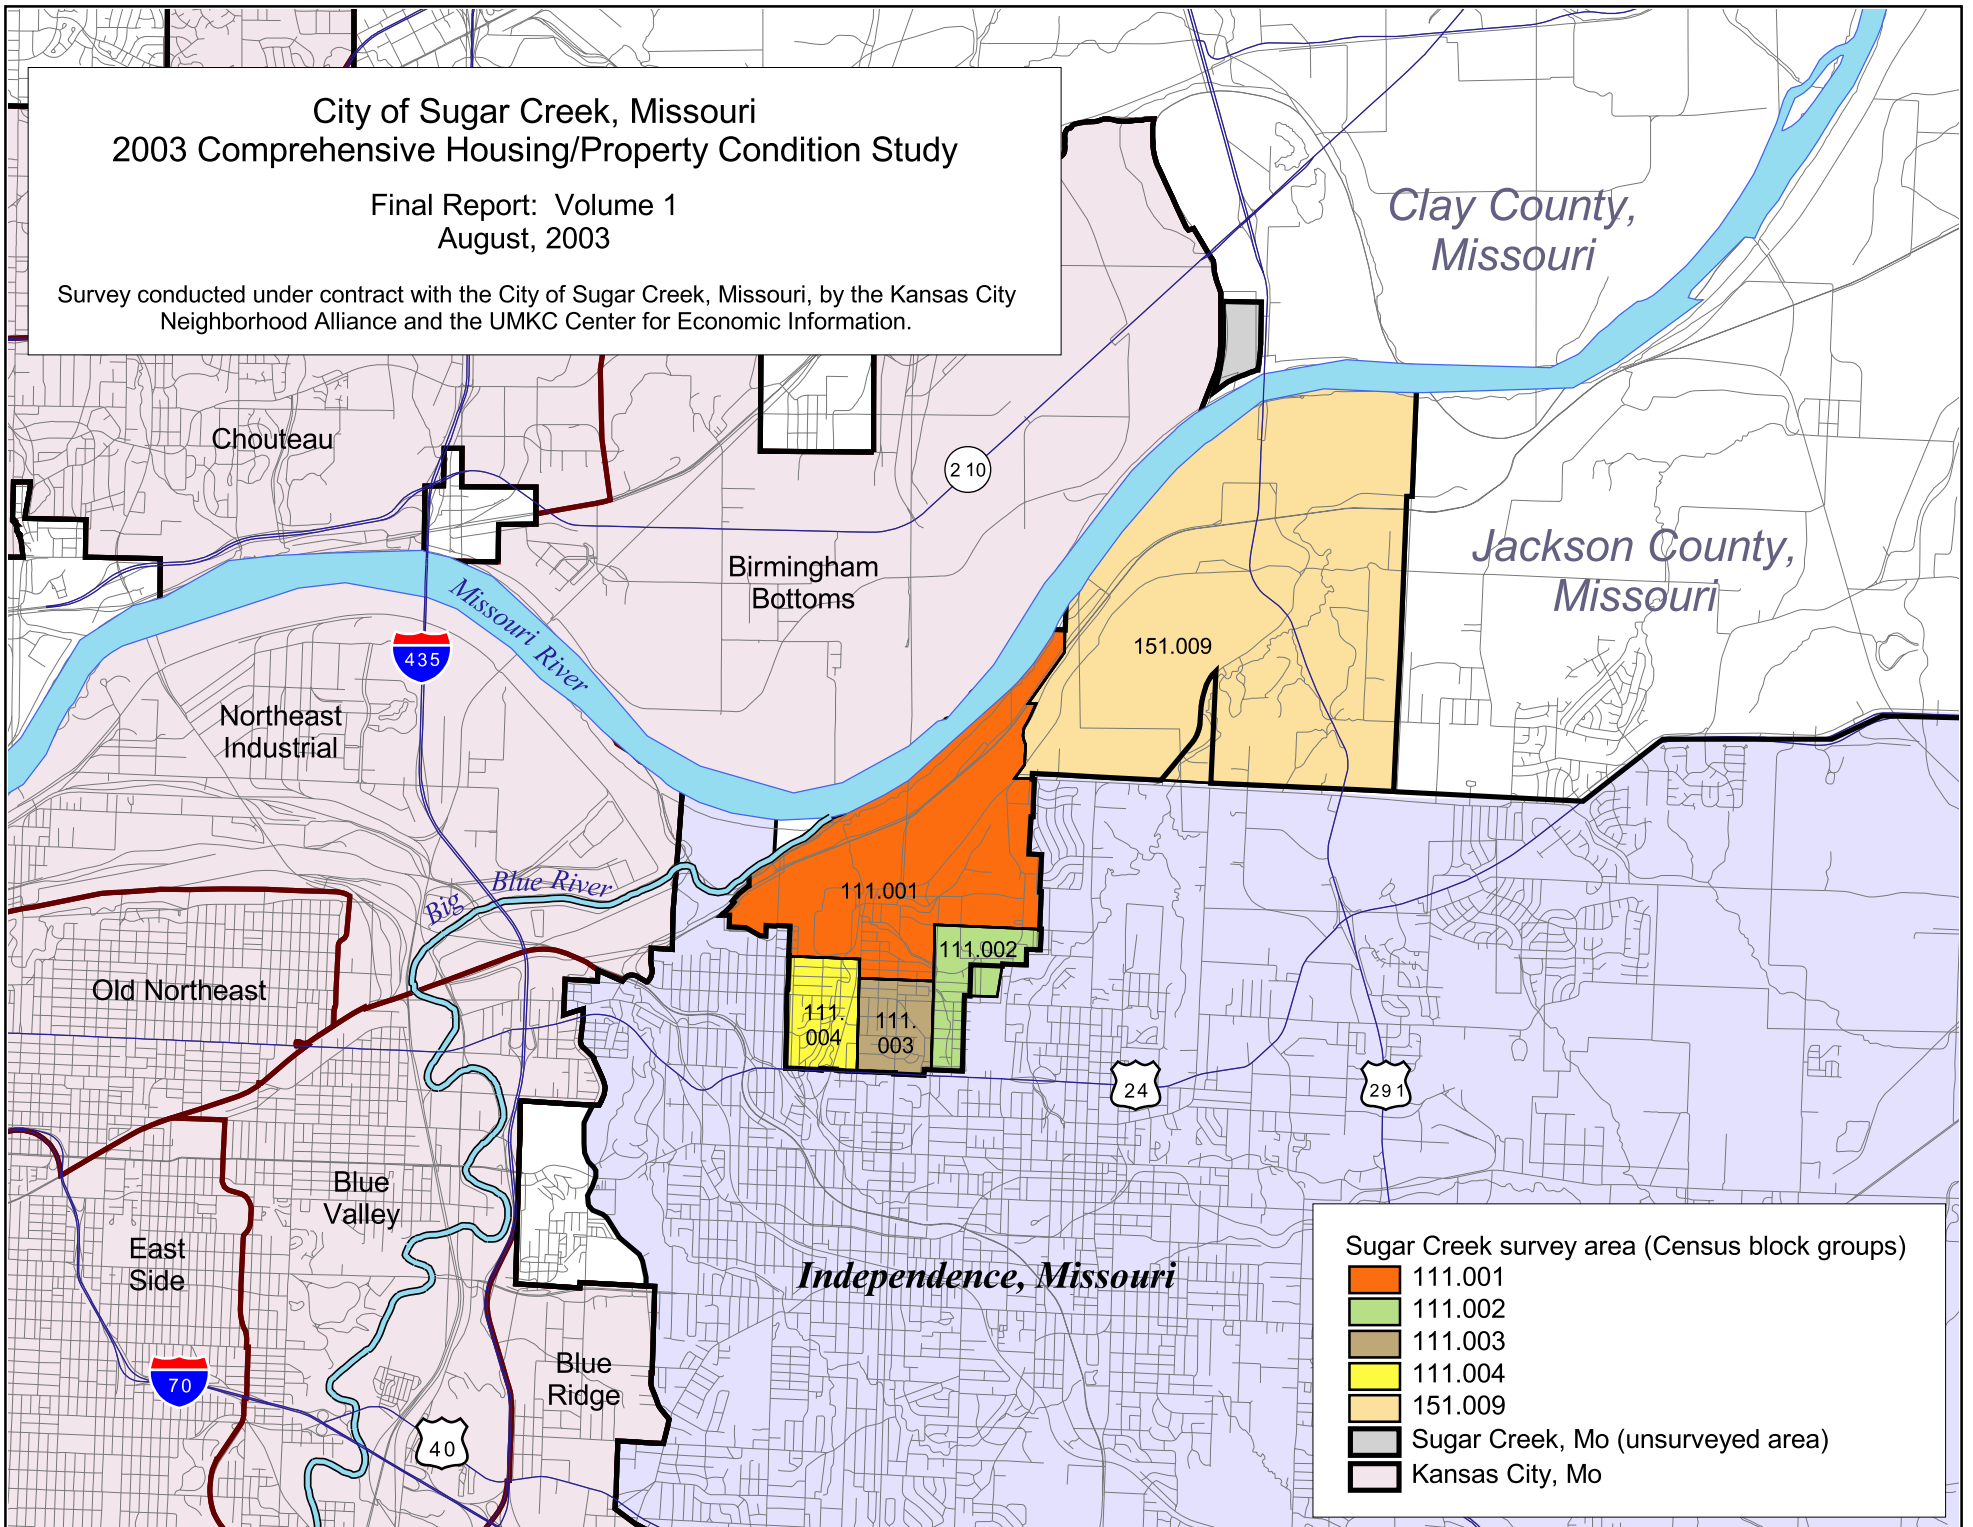 City of Sugar Creek, Missouri
2003 Comprehensive Housing/Property Condition Study
Final Report: Volume 1
August, 2003
Survey conducted under contract with the City of Sugar Creek, Missouri, by the Kansas City
Neighborhood Alliance and the UMKC Center for Economic Information.
Clay County,
Missouri
Chouteau
2 10
Jackson County,
Missouri
Birmingham
Bottoms
Missouri River
435
151.009
Northeast
Industrial
Big Blue River
111.001
111.002
Old Northeast
111.
004
111.
003
24
291
Blue
Valley
East
Side
Independence, Missouri
Blue
Ridge
70
40
Sugar Creek survey area (Census block groups)
111.001
111.002
111.003
111.004
151.009
Sugar Creek, Mo (unsurveyed area)
Kansas City, Mo